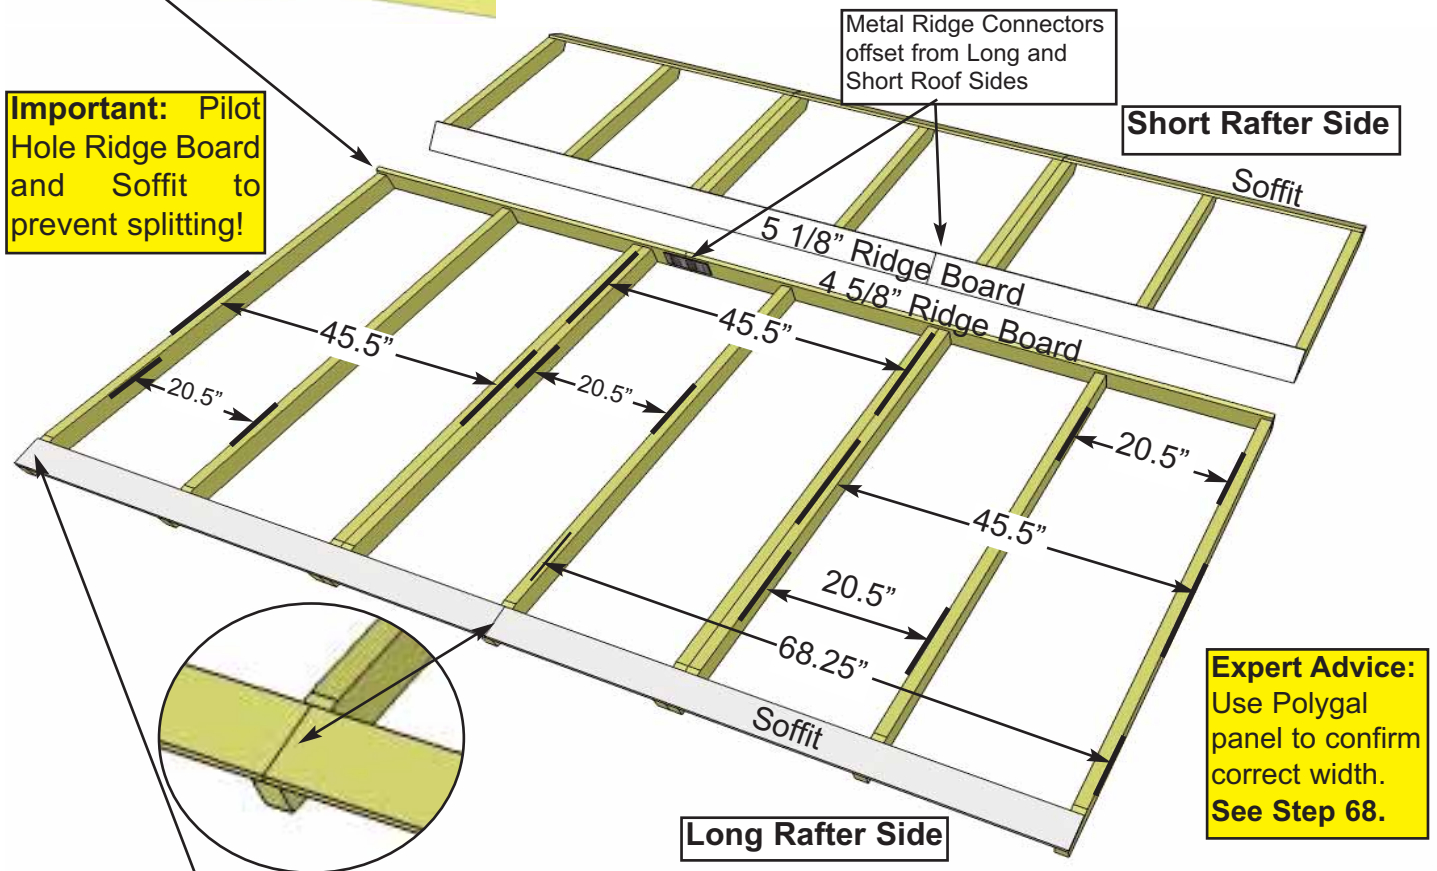 Metal Ridge Connectors
offset from Long and
Short Roof Sides
Important: Pilot
Hole Ridge Board
and Soffit to
prevent splitting!
Short Rafter Side
Soffit
5 1/8” Ridge Board
4 5/8” Ridge Board
45.5”
45.5”
20.5”
20.5”
20.5”
45.5”
20.5”
68.25”
Soffit
Expert Advice:
Use Polygal
panel to confirm
correct width.
See Step 68.
Long Rafter Side